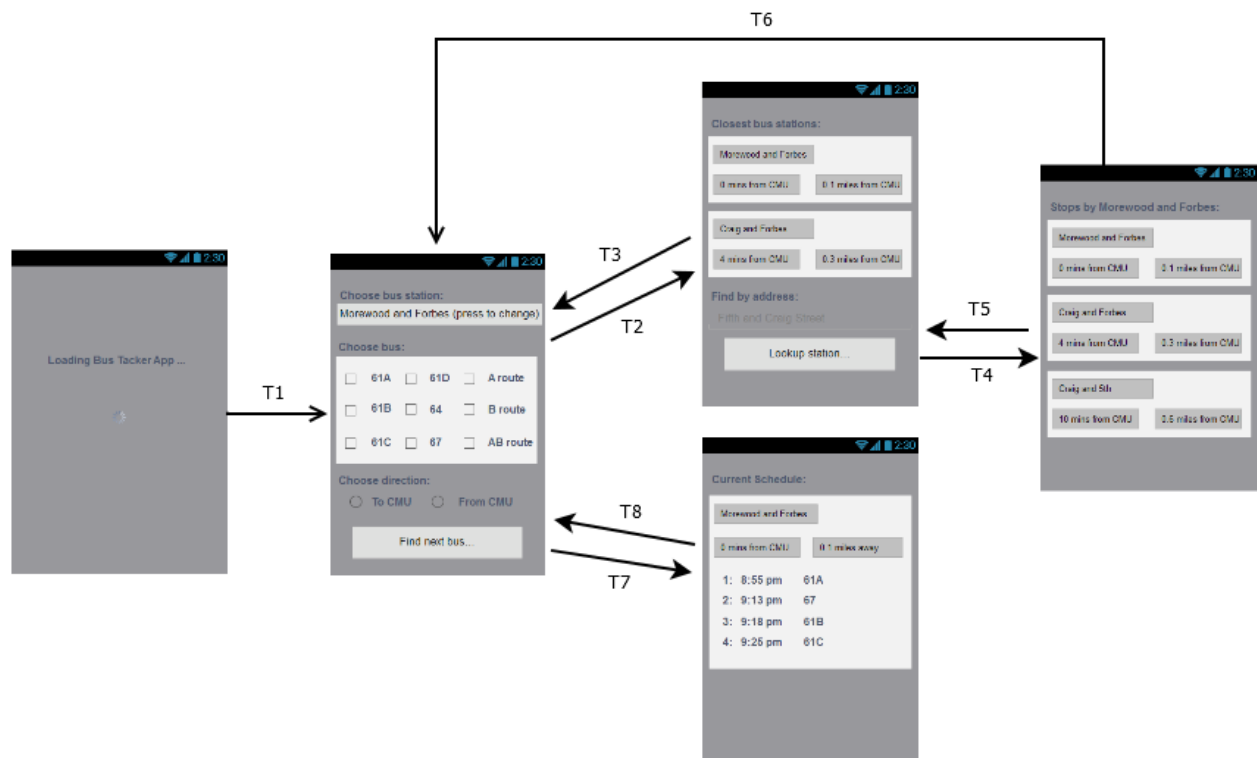 T6
2:30
Closest bus stations:
Morewood and Forbes
0 mins from CMU 0.1 miles from CMU
Craig and Forbes
4 mins from CMU 0.3 miles from CMU
Find by address:
Fifth and Craig Street
Lookup station...
2:30
Stops by Morewood and Forbes:
Morewood and Forbes
0 mins from CMU 0.1 miles from CMU
Craig and Forbes
4 mins from CMU 0.3 miles from CMU
Craig and 5th
10 mins from CMU 0.6 miles from CMU
2:30
Loading Bus Tacker App ...
T1
2:30
Choose bus station:
Morewood and Forbes (press to change)
Choose bus:
61A 61D A route
61B 64 B route
61C 67 AB route
Choose direction:
To CMU From CMU
Find next bus...
T3
T2
T5
T4
T8
T7
2:30
Current Schedule:
Morewood and Forbes
0 mins from CMU 0.1 miles away
1: 8:55 pm 61A
2: 9:13 pm 67
3: 9:18 pm 61B
4: 9:25 pm 61C